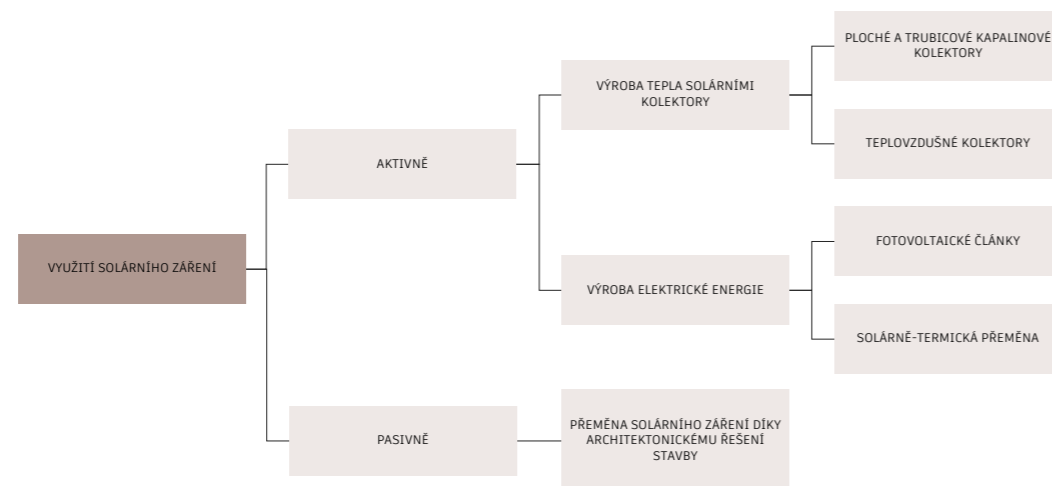 VYUŽITÍ SOLÁRNÍHO ZÁŘENÍ
AKTIVNĚ
VÝROBA TEPLA SOLÁRNÍMI
KOLEKTORY
PLOCHÉ A TRUBICOVÉ KAPALINOVÉ
KOLEKTORY
TEPLOVZDUŠNÉ KOLEKTORY
VÝROBA ELEKTRICKÉ ENERGIE
FOTOVOLTAICKÉ ČLÁNKY
SOLÁRNĚ-TERMICKÁ PŘEMĚNA
PASIVNĚ
PŘEMĚNA SOLÁRNÍHO ZÁŘENÍ DÍKY
ARCHITEKTONICKÉMU ŘEŠENÍ
STAVBY